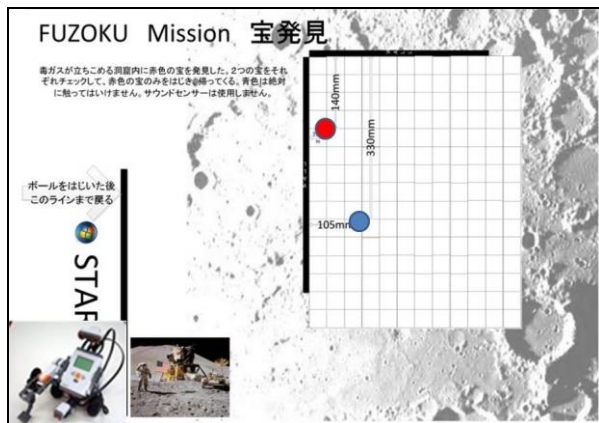 FUZOKU Mission 宝発見
毒ガスが立ちこめる洞窟内に赤色の宝を発見した。2つの宝をそれ
ぞれチェックして、赤色の宝のみをはじき、帰ってくる。青色は絶対
に触ってはいけません。サウンドセンサーは使用しません。
140mm
330mm
105mm
ボールをはじいた後
このラインまで戻る
STAR